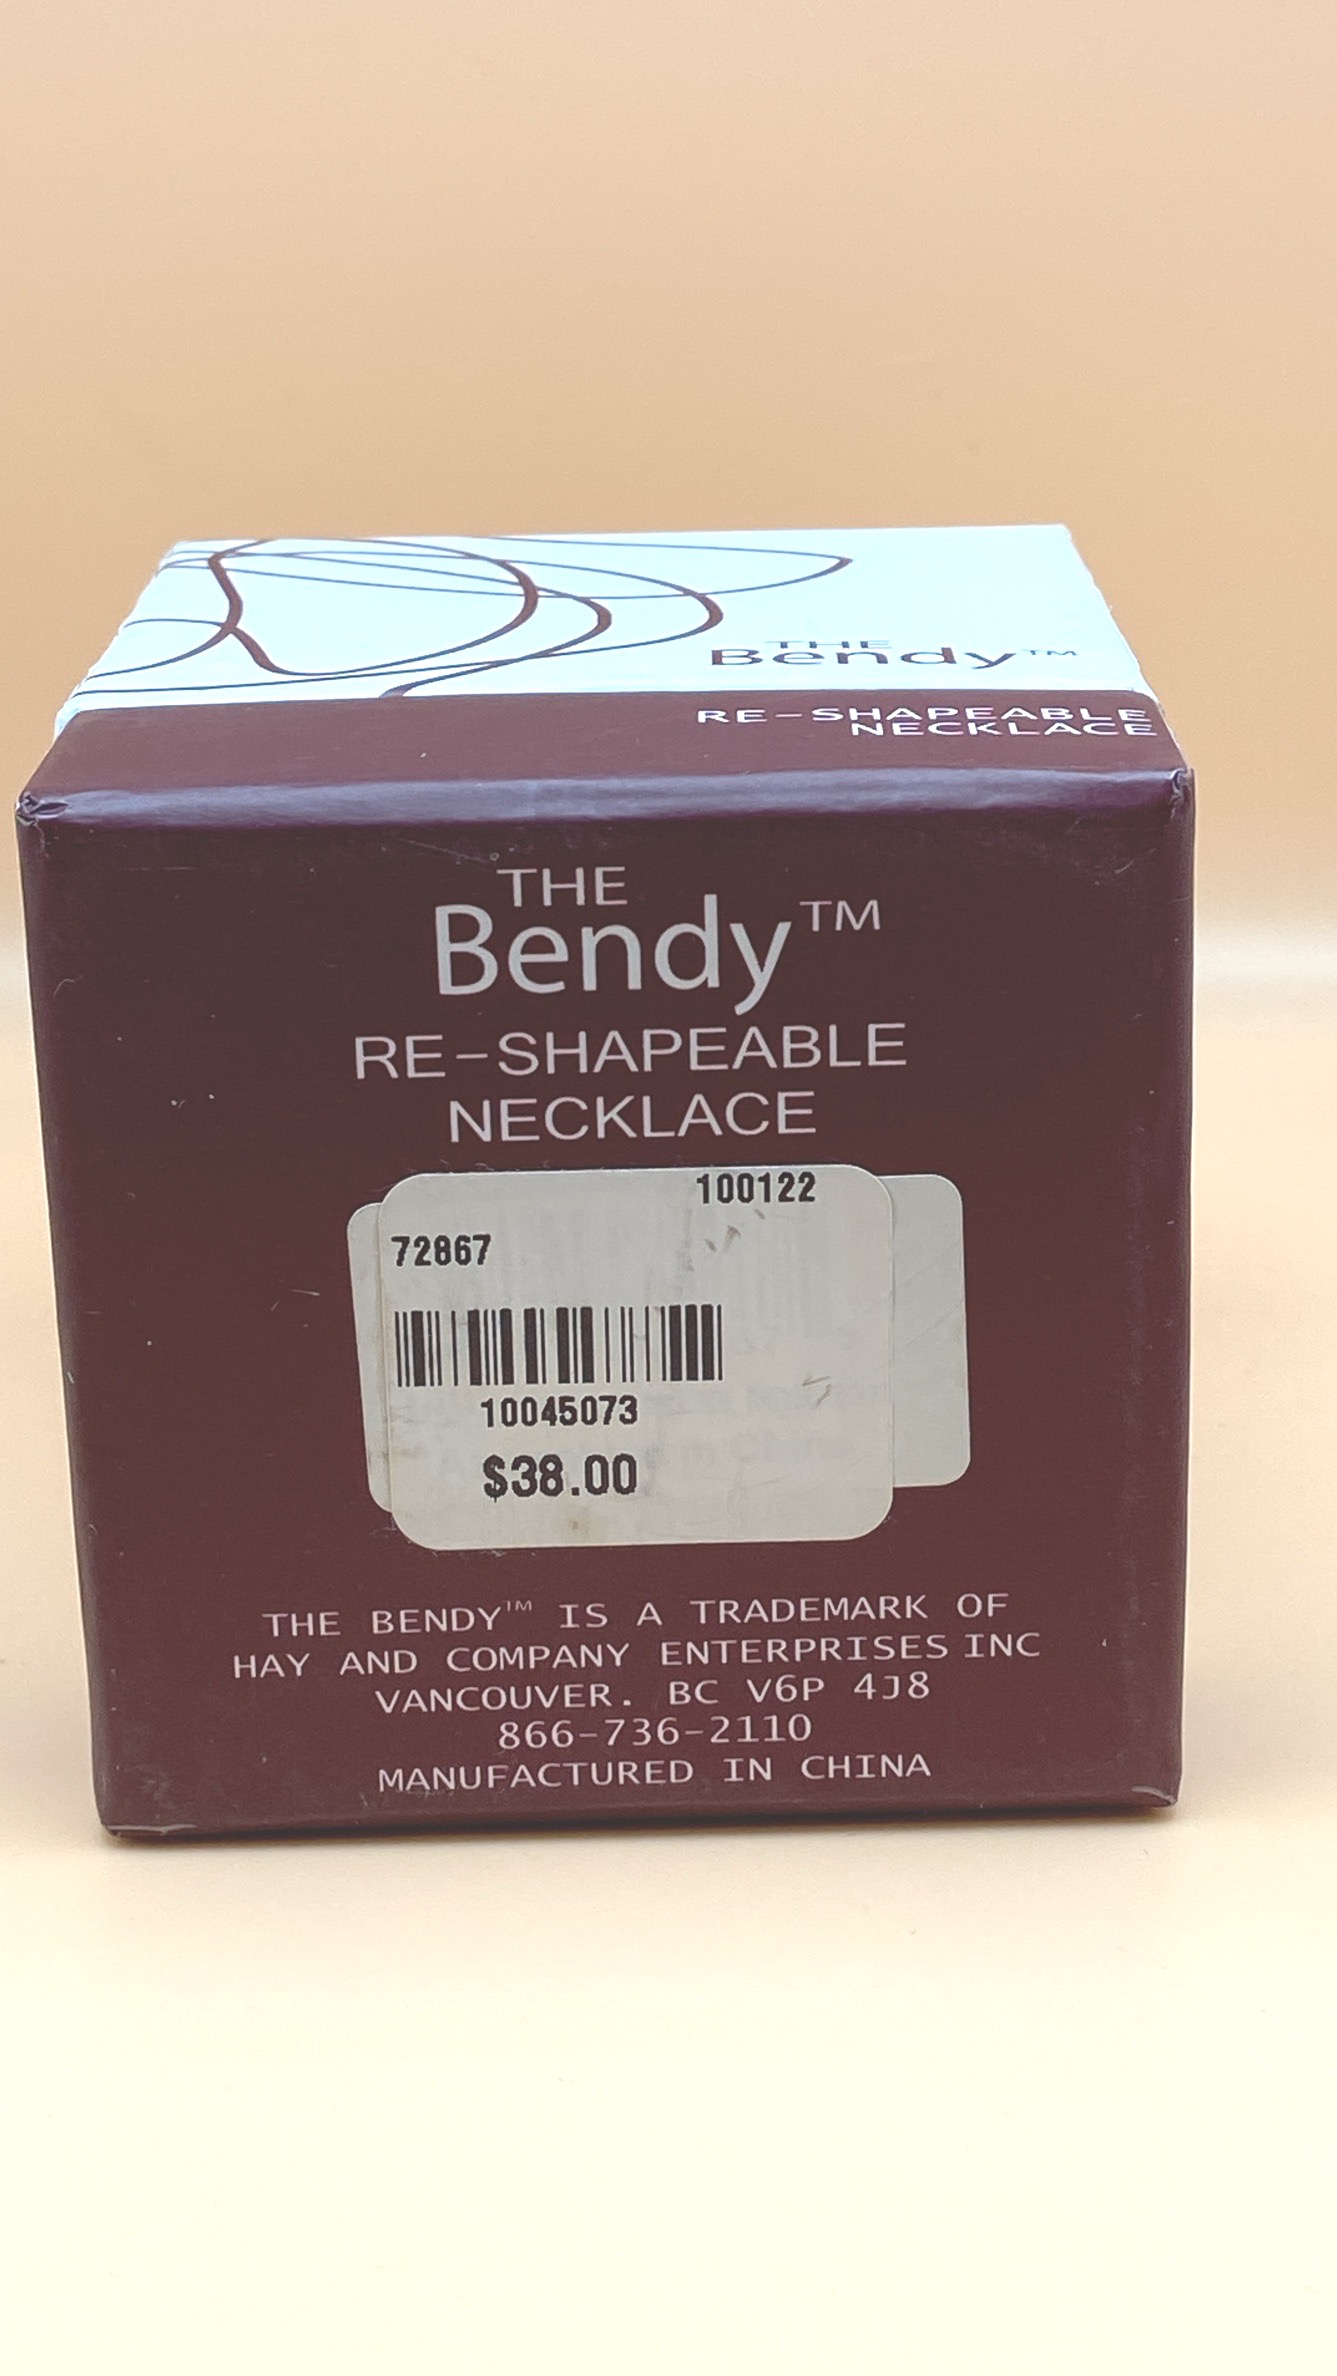 THE
Bendy™
RE-SHAPEABLE
NECKLACE
THE
Bendy™
RE-SHAPEABLE
NECKLACE
100122
72867
10045073
$38.00
THE BENDY™ IS A TRADEMARK OF
HAY AND COMPANY ENTERPRISES INC
VANCOUVER. BC V6P 4J8
866-736-2110
MANUFACTURED IN CHINA